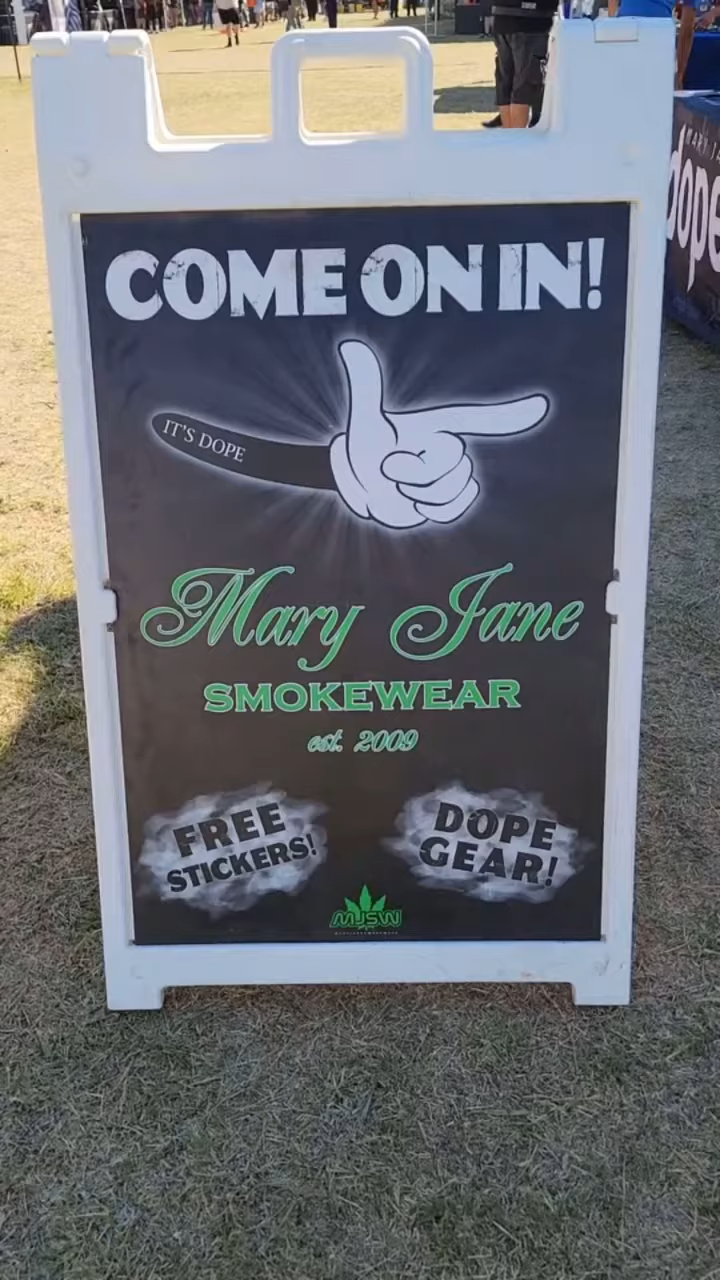 COME ON IN!
IT'S DOPE
Mary Jane
SMOKEWEAR
est. 2009
FREE
STICKERS!
DOPE
GEAR!
MJSW
dope